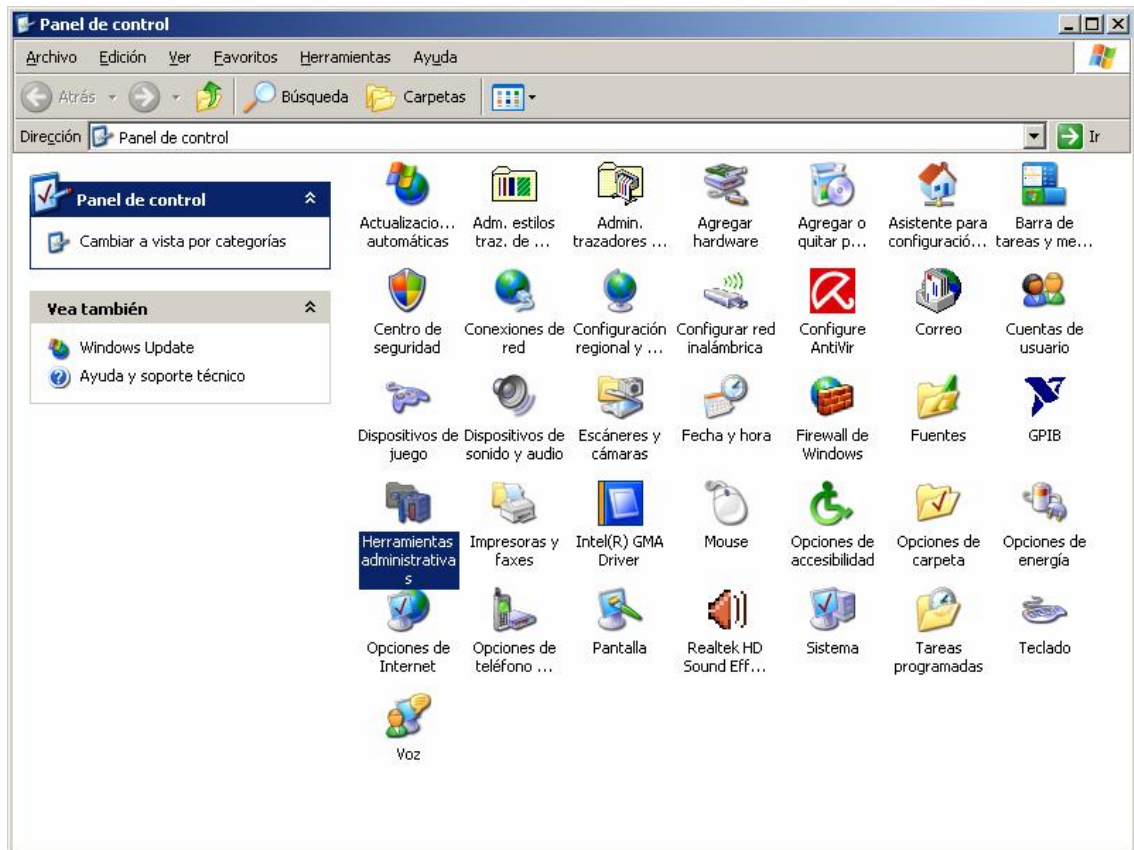 Panel de control
Archivo Edición Ver Favoritos Herramientas Ayuda
Atrás Búsqueda Carpetas
Dirección Panel de control Ir
Panel de control
Cambiar a vista por categorías
Vea también
Windows Update
Ayuda y soporte técnico
Actualizacio... automáticas
Adm. estilos traz. de ...
Admin. trazadores ...
Agregar hardware
Agregar o quitar p...
Asistente para configuració...
Barra de tareas y me...
Centro de seguridad
Conexiones de red
Configuración regional y ...
Configurar red inalámbrica
Configure AntiVir
Correo
Cuentas de usuario
Dispositivos de juego
Dispositivos de sonido y audio
Escáneres y cámaras
Fecha y hora
Firewall de Windows
Fuentes
GPIB
Herramientas administrativas
Impresoras y faxes
Intel(R) GMA Driver
Mouse
Opciones de accesibilidad
Opciones de carpeta
Opciones de energía
Opciones de Internet
Opciones de teléfono ...
Pantalla
Realtek HD Sound Eff...
Sistema
Tareas programadas
Teclado
Voz